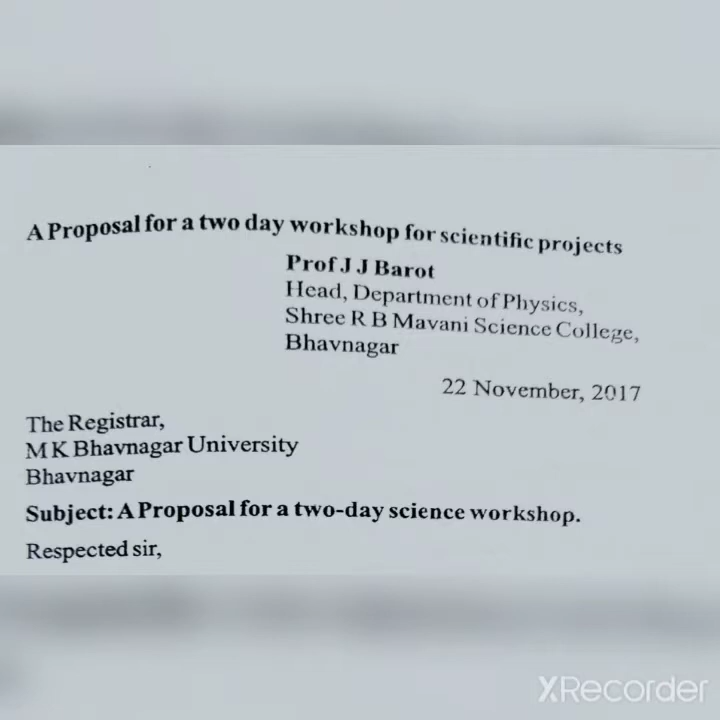 A Proposal for a two day workshop for scientific projects
Prof J J Barot
Head, Department of Physics,
Shree R B Mavani Science College,
Bhavnagar
22 November, 2017
The Registrar,
M K Bhavnagar University
Bhavnagar
Subject: A Proposal for a two-day science workshop.
Respected sir,
XRecorder